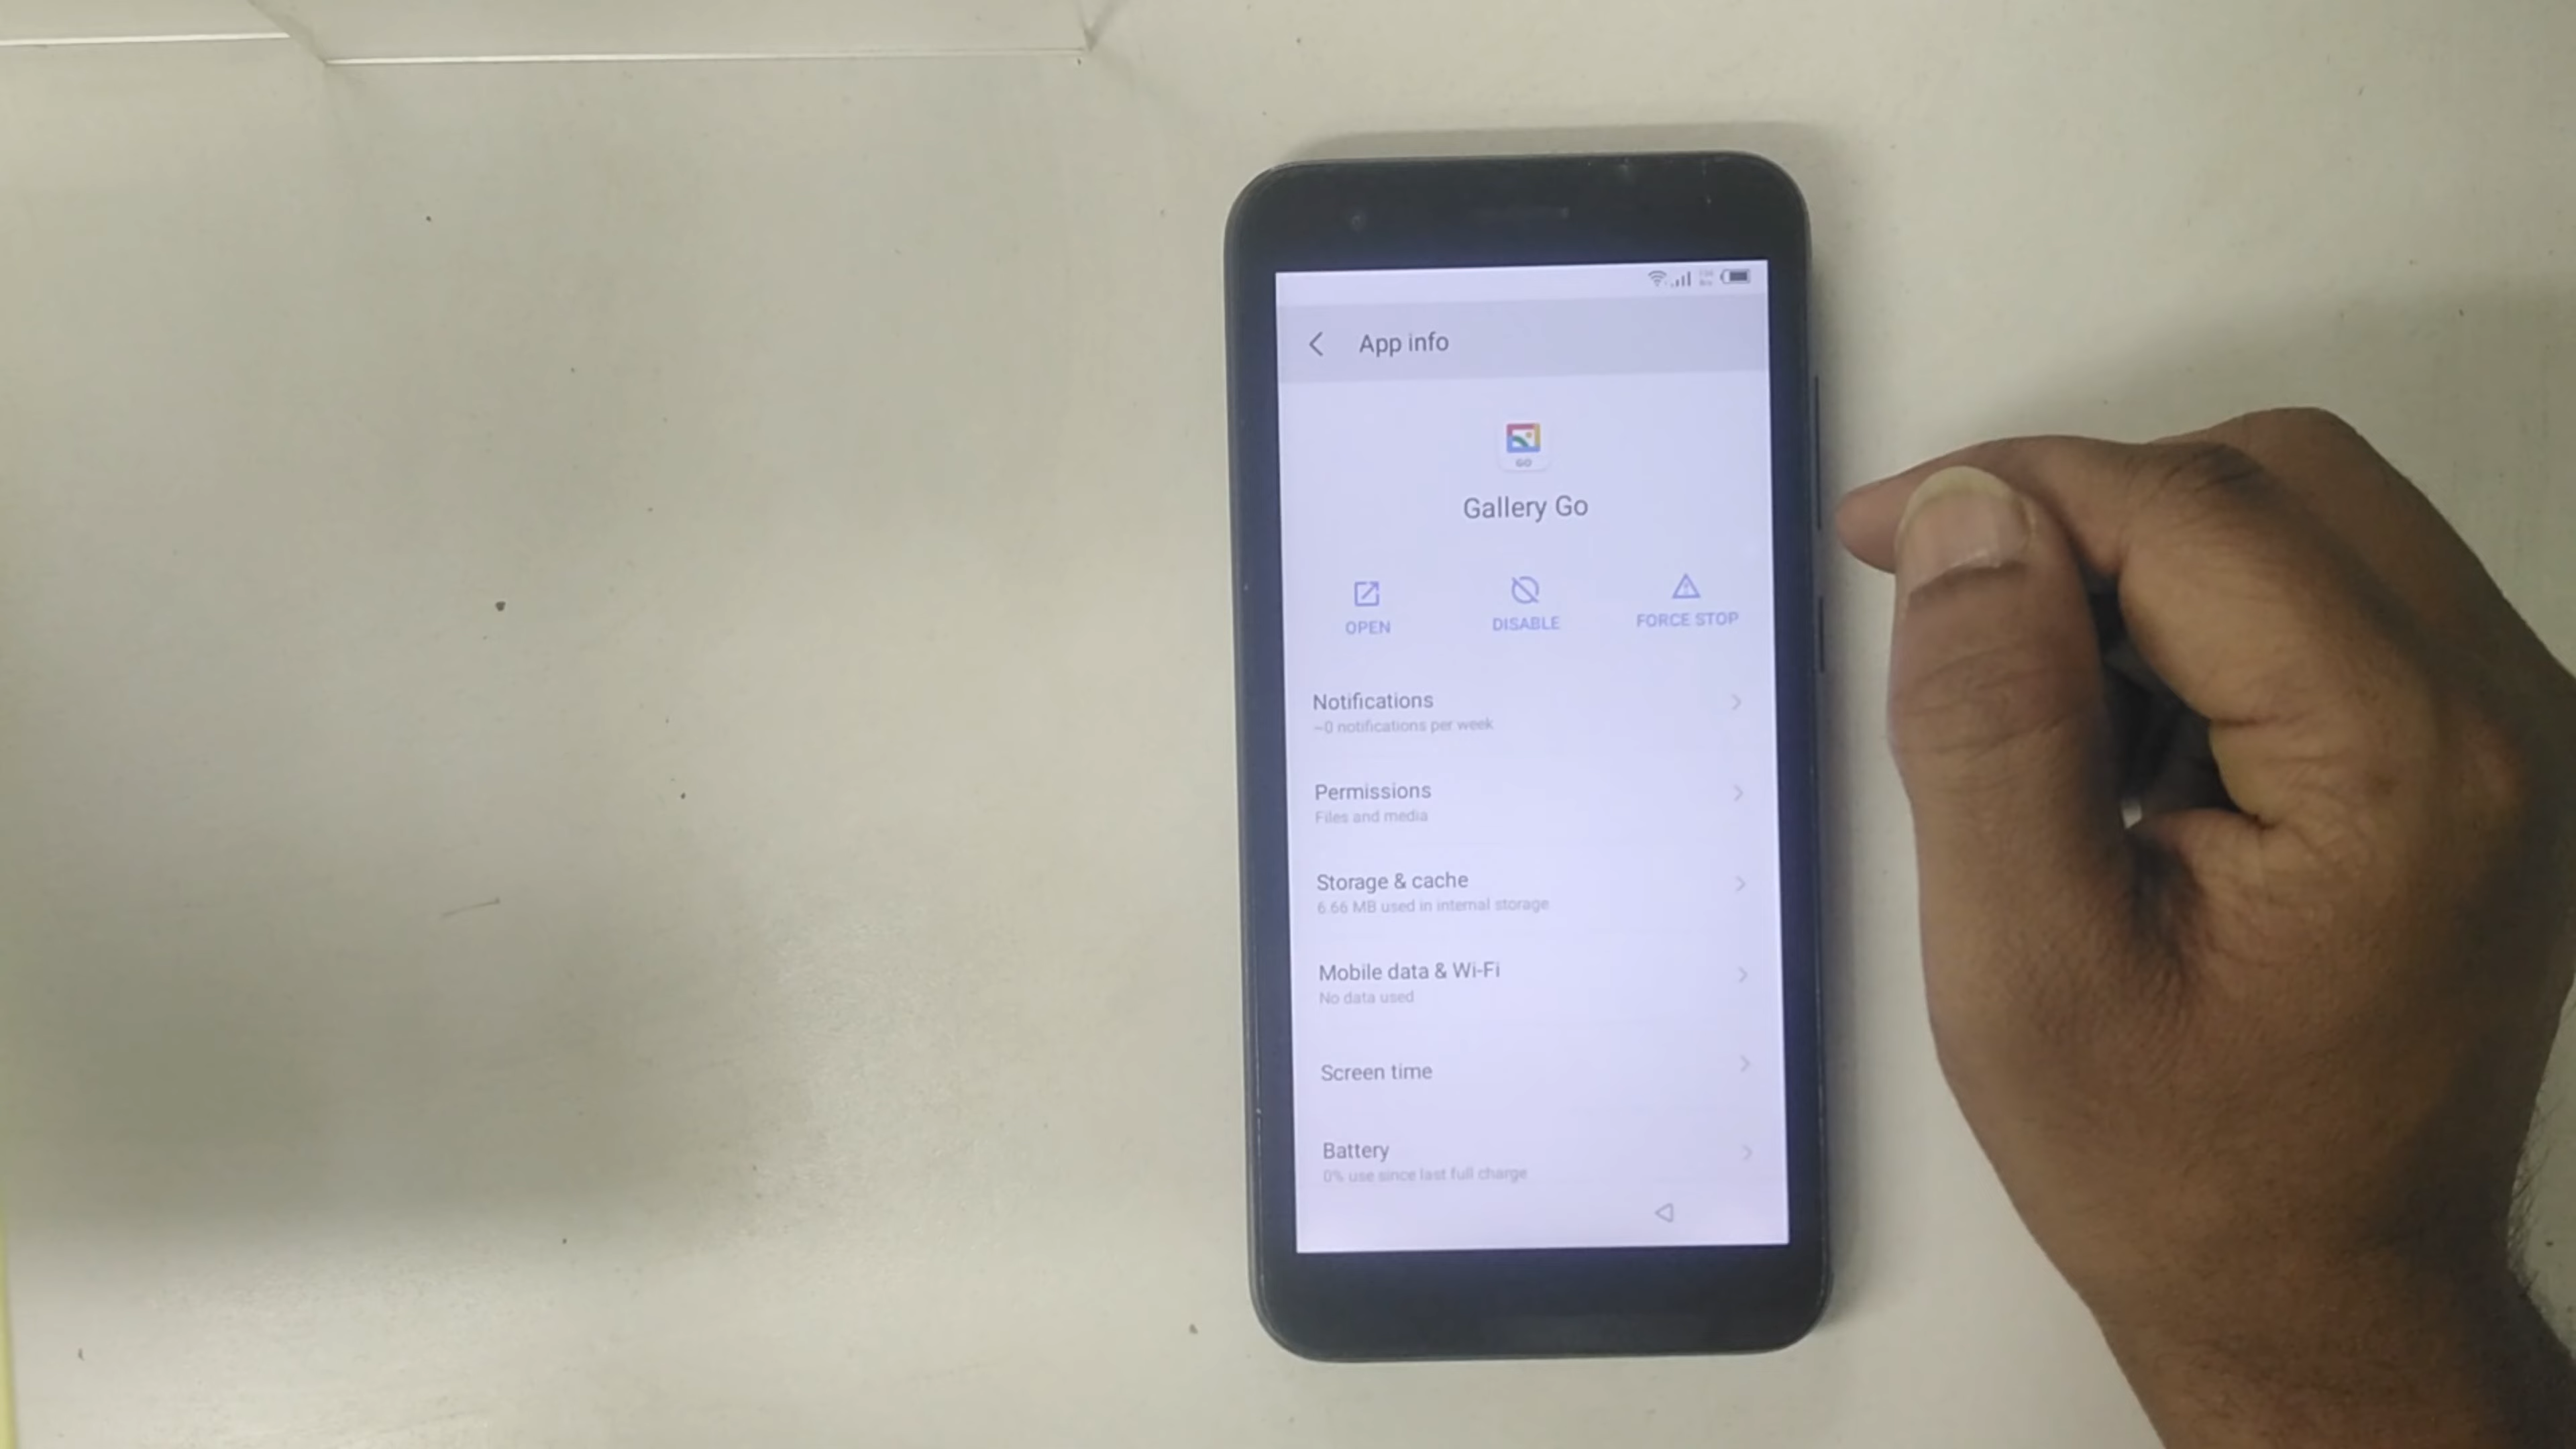 App info
GO
Gallery Go
OPEN
DISABLE
FORCE STOP
Notifications
~0 notifications per week
Permissions
Files and media
Storage & cache
6.66 MB used in internal storage
Mobile data & Wi-Fi
No data used
Screen time
Battery
0% use since last full charge